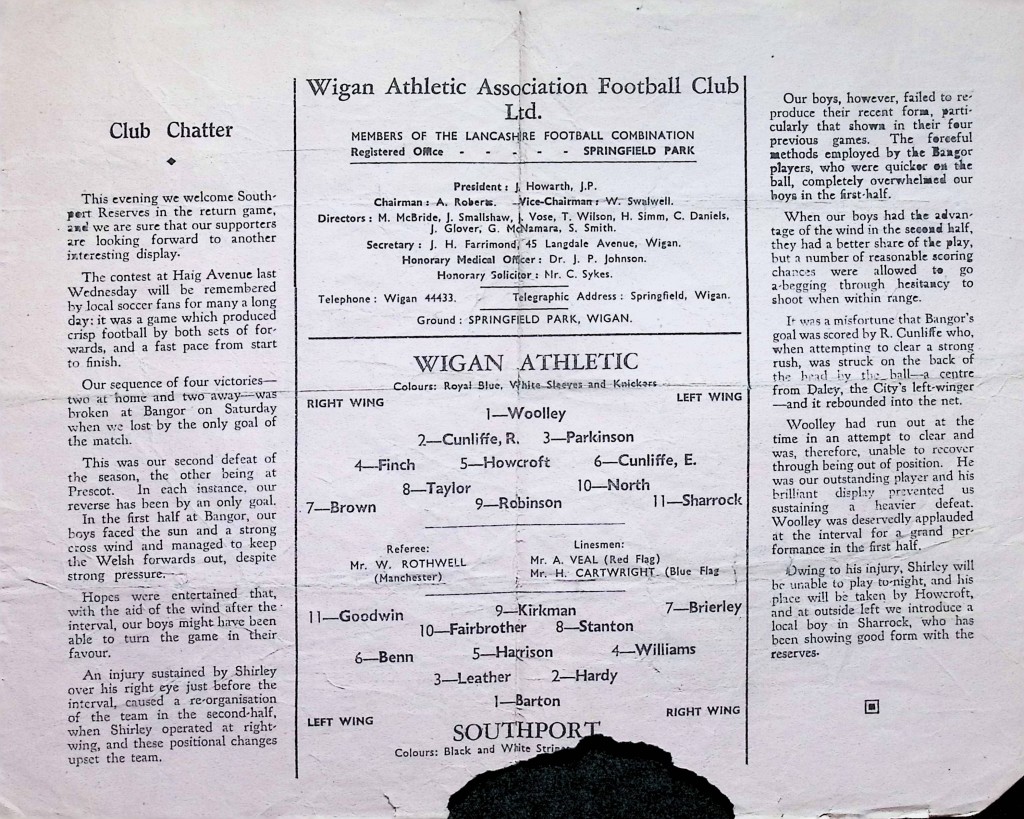 Club Chatter
This evening we welcome South-
port Reserves in the return game,
and we are sure that our supporters
are looking forward to another
interesting display.
The contest at Haig Avenue last
Wednesday will be remembered
by local soccer fans for many a long
day: it was a game which produced
crisp football by both sets of for-
wards, and a fast pace from start
to finish.
Our sequence of four victories—
two at home and two away—was
broken at Bangor on Saturday
when we lost by the only goal of
the match.
This was our second defeat of
the season, the other being at
Prescot. In each instance, our
reverse has been by an only goal.
In the first half at Bangor, our
boys faced the sun and a strong
cross wind and managed to keep
the Welsh forwards out, despite
strong pressure.
Hopes were entertained that,
with the aid of the wind after the
interval, our boys might have been
able to turn the game in their
favour.
An injury sustained by Shirley
over his right eye just before the
interval, caused a re-organisation
of the team in the second-half,
when Shirley operated at right-
wing, and these positional changes
upset the team.
Wigan Athletic Association Football Club
Ltd.
MEMBERS OF THE LANCASHIRE FOOTBALL COMBINATION
Registered Office - - - - - SPRINGFIELD PARK
President: J. Howarth, J.P.
Chairman: A. Roberts. Vice-Chairman: W. Swalwell.
Directors: M. McBride, J. Smallshaw, J. Vose, T. Wilson, H. Simm, C. Daniels,
J. Glover, G. McNamara, S. Smith.
Secretary: J. H. Farrimond, 45 Langdale Avenue, Wigan.
Honorary Medical Officer: Dr. J. P. Johnson.
Honorary Solicitor: Mr. C. Sykes.
Telephone: Wigan 44433. Telegraphic Address: Springfield, Wigan.
Ground: SPRINGFIELD PARK, WIGAN.
WIGAN ATHLETIC
Colours: Royal Blue, White Sleeves and Knickers
RIGHT WING LEFT WING
1—Woolley
2—Cunliffe, R. 3—Parkinson
4—Finch 5—Howcroft 6—Cunliffe, E.
8—Taylor 10—North
7—Brown 9—Robinson 11—Sharrock
Referee: Linesmen:
Mr. W. ROTHWELL Mr. A. VEAL (Red Flag)
(Manchester) Mr. H. CARTWRIGHT (Blue Flag
11—Goodwin 9—Kirkman 7—Brierley
10—Fairbrother 8—Stanton
6—Benn 5—Harrison 4—Williams
3—Leather 2—Hardy
1—Barton
LEFT WING RIGHT WING
SOUTHPORT
Colours: Black and White
Our boys, however, failed to re-
produce their recent form, parti-
cularly that shown in their four
previous games. The forceful
methods employed by the Bangor
players, who were quicker on the
ball, completely overwhelmed our
boys in the first-half.
When our boys had the advan-
tage of the wind in the second half,
they had a better share of the play,
but a number of reasonable scoring
chances were allowed to go
a-begging through hesitancy to
shoot when within range.
It was a misfortune that Bangor's
goal was scored by R. Cunliffe who,
when attempting to clear a strong
rush, was struck on the back of
the head by the ball—a centre
from Daley, the City's left-winger
—and it rebounded into the net.
Woolley had run out at the
time in an attempt to clear and
was, therefore, unable to recover
through being out of position. He
was our outstanding player and his
brilliant display prevented us
sustaining a heavier defeat.
Woolley was deservedly applauded
at the interval for a grand per-
formance in the first half.
Owing to his injury, Shirley will
be unable to play to-night, and his
place will be taken by Howcroft,
and at outside left we introduce a
local boy in Sharrock, who has
been showing good form with the
reserves.